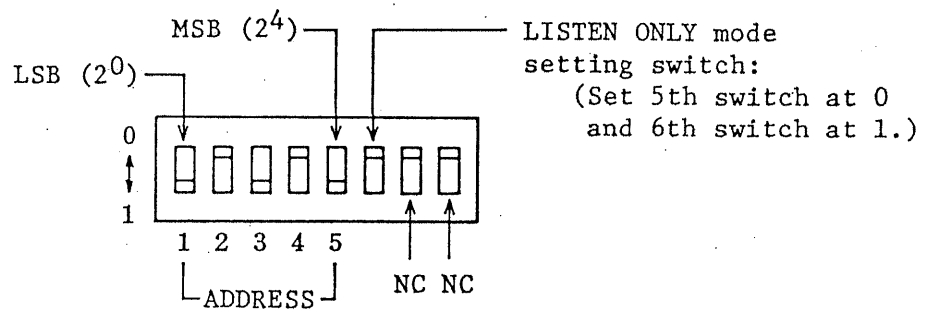 MSB (2⁴)
LISTEN ONLY mode
setting switch:
(Set 5th switch at 0
and 6th switch at 1.)
LSB (2⁰)
0
1
1 2 3 4 5
NC NC
ADDRESS